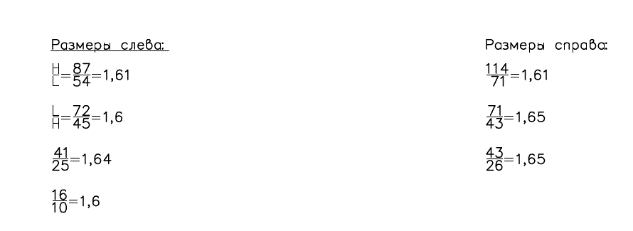 Размеры слева:
H/L=87/54=1,61
L/H=72/45=1,6
41/25=1,64
16/10=1,6
Размеры справа:
114/71=1,61
71/43=1,65
43/26=1,65